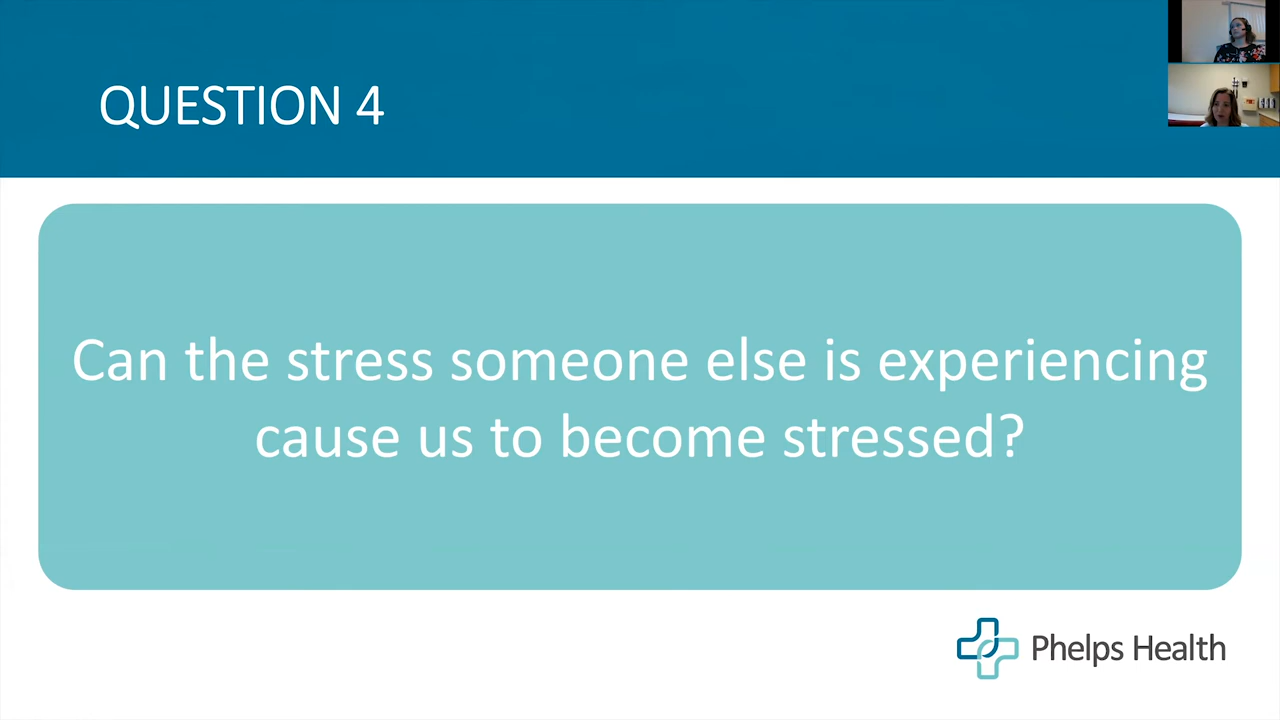 QUESTION 4
Can the stress someone else is experiencing
cause us to become stressed?
Phelps Health